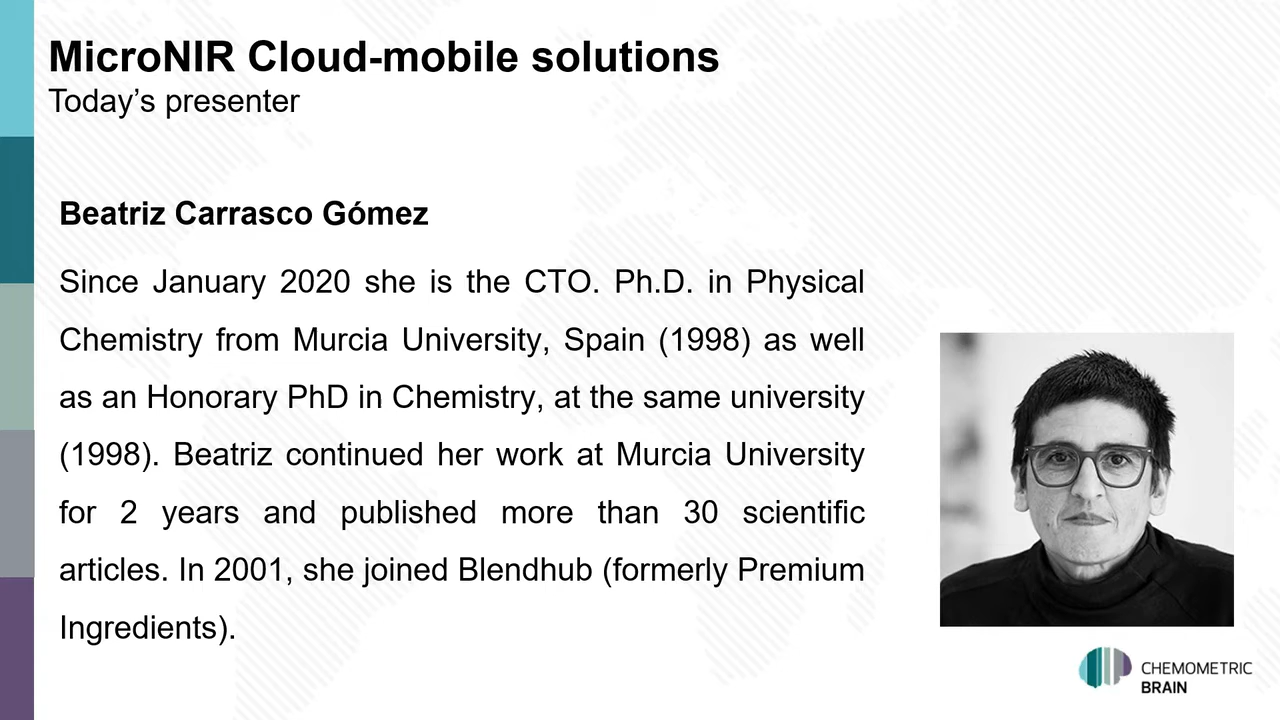 MicroNIR Cloud-mobile solutions
Today’s presenter
Beatriz Carrasco Gómez
Since January 2020 she is the CTO. Ph.D. in Physical
Chemistry from Murcia University, Spain (1998) as well
as an Honorary PhD in Chemistry, at the same university
(1998). Beatriz continued her work at Murcia University
for 2 years and published more than 30 scientific
articles. In 2001, she joined Blendhub (formerly Premium
Ingredients).
CHEMOMETRIC
BRAIN